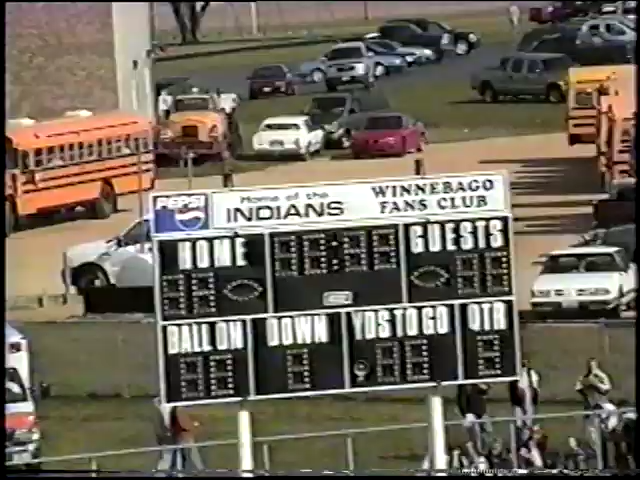 PEPSI
Home of the
INDIANS
WINNEBAGO
FANS CLUB
HOME
GUESTS
BALL ON
DOWN
YDS TO GO
QTR